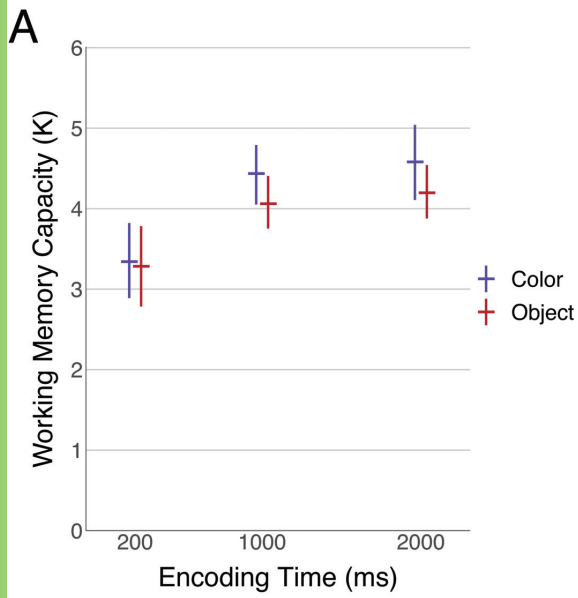 A
Working Memory Capacity (K)
6
5
4
3
2
1
0
200 1000 2000
Encoding Time (ms)
Color
Object